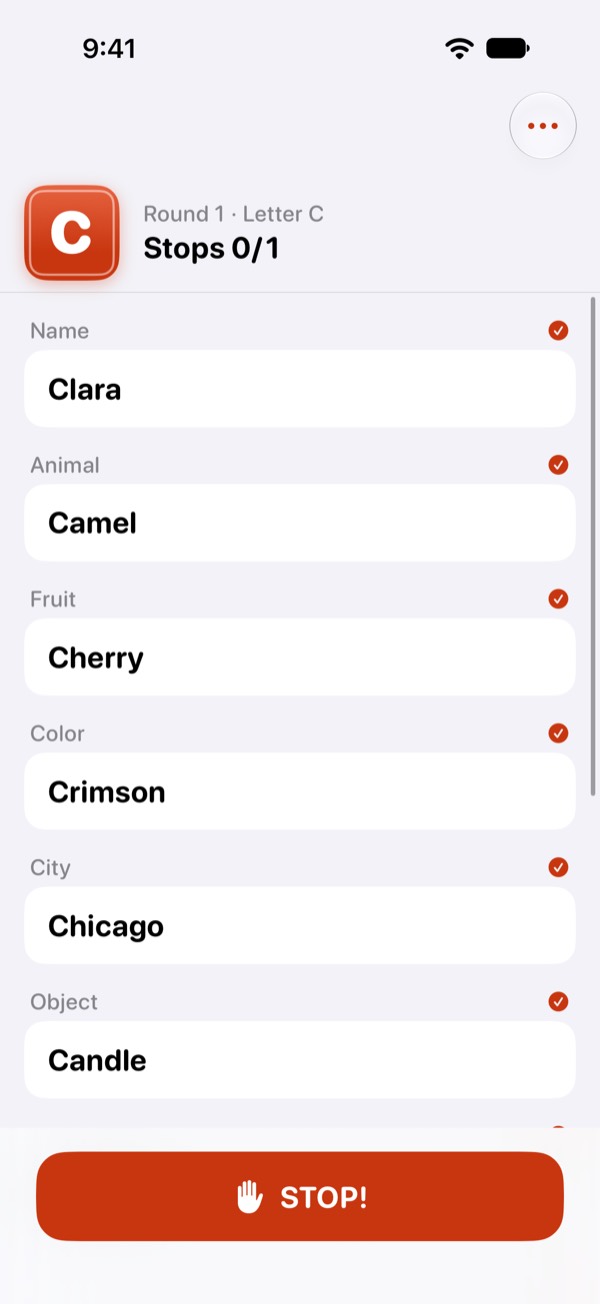 9:41
C
Round 1 · Letter C
Stops 0/1
Name
Clara
Animal
Camel
Fruit
Cherry
Color
Crimson
City
Chicago
Object
Candle
STOP!